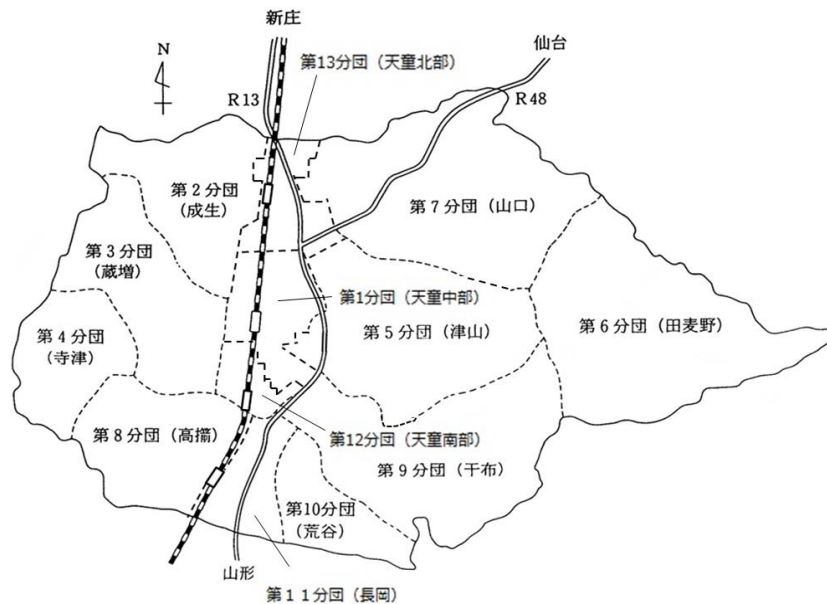 新庄
仙台
第13分団（天童北部）
N
R13
R48
第２分団
（成生）
第７分団（山口）
第３分団
（蔵増）
第1分団（天童中部）
第４分団
（寺津）
第５分団（津山）
第６分団（田麦野）
第８分団（高擶）
第12分団（天童南部）
第９分団（干布）
第10分団
（荒谷）
山形
第１１分団（長岡）